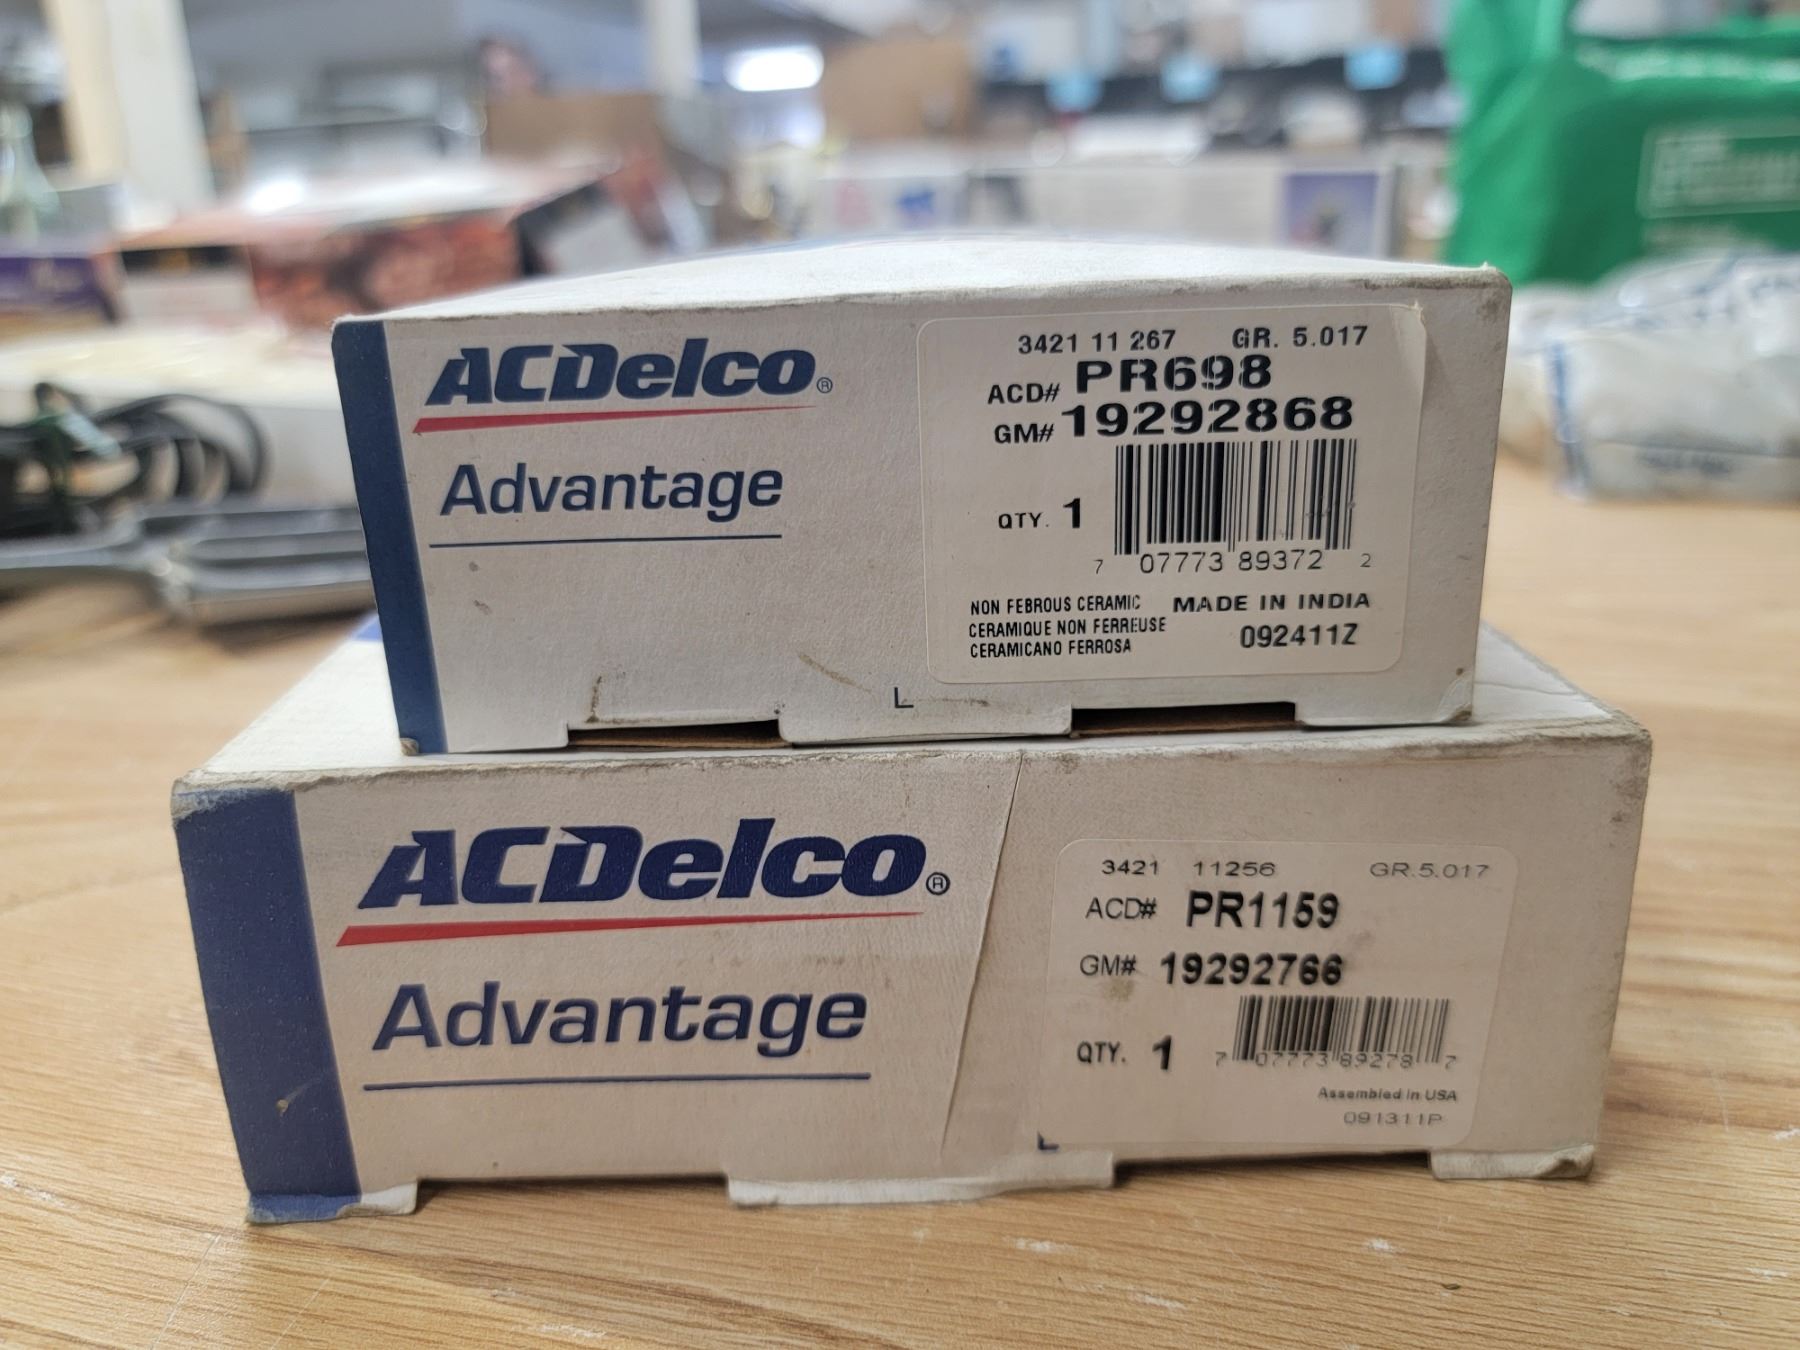 ACDelco®
Advantage
3421 11 267 GR. 5.017
ACD# PR698
GM# 19292868
QTY. 1
7 07773 89372 2
NON FEBROUS CERAMIC MADE IN INDIA
CERAMIQUE NON FERREUSE
CERAMICANO FERROSA
092411Z
L
ACDelco®
Advantage
3421 11256 GR.5.017
ACD# PR1159
GM# 19292766
QTY. 1
7 07773 89278 7
Assembled in USA
091311P
L